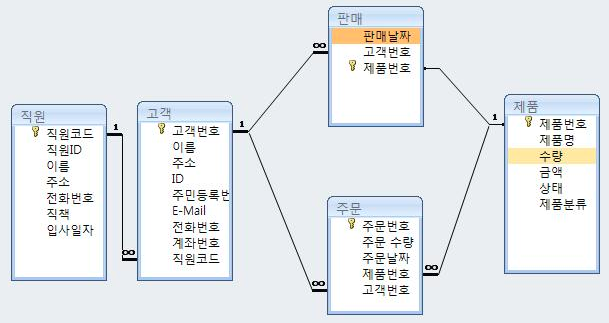 직원
직원코드
직원ID
이름
주소
전화번호
직책
입사일자
1
∞
고객
고객번호
이름
주소
ID
주민등록번
E-Mail
전화번호
계좌번호
직원코드
1
∞
판매
판매날짜
고객번호
제품번호
∞
주문
주문번호
주문 수량
주문날짜
제품번호
고객번호
∞
1
제품
제품번호
제품명
수량
금액
상태
제품분류